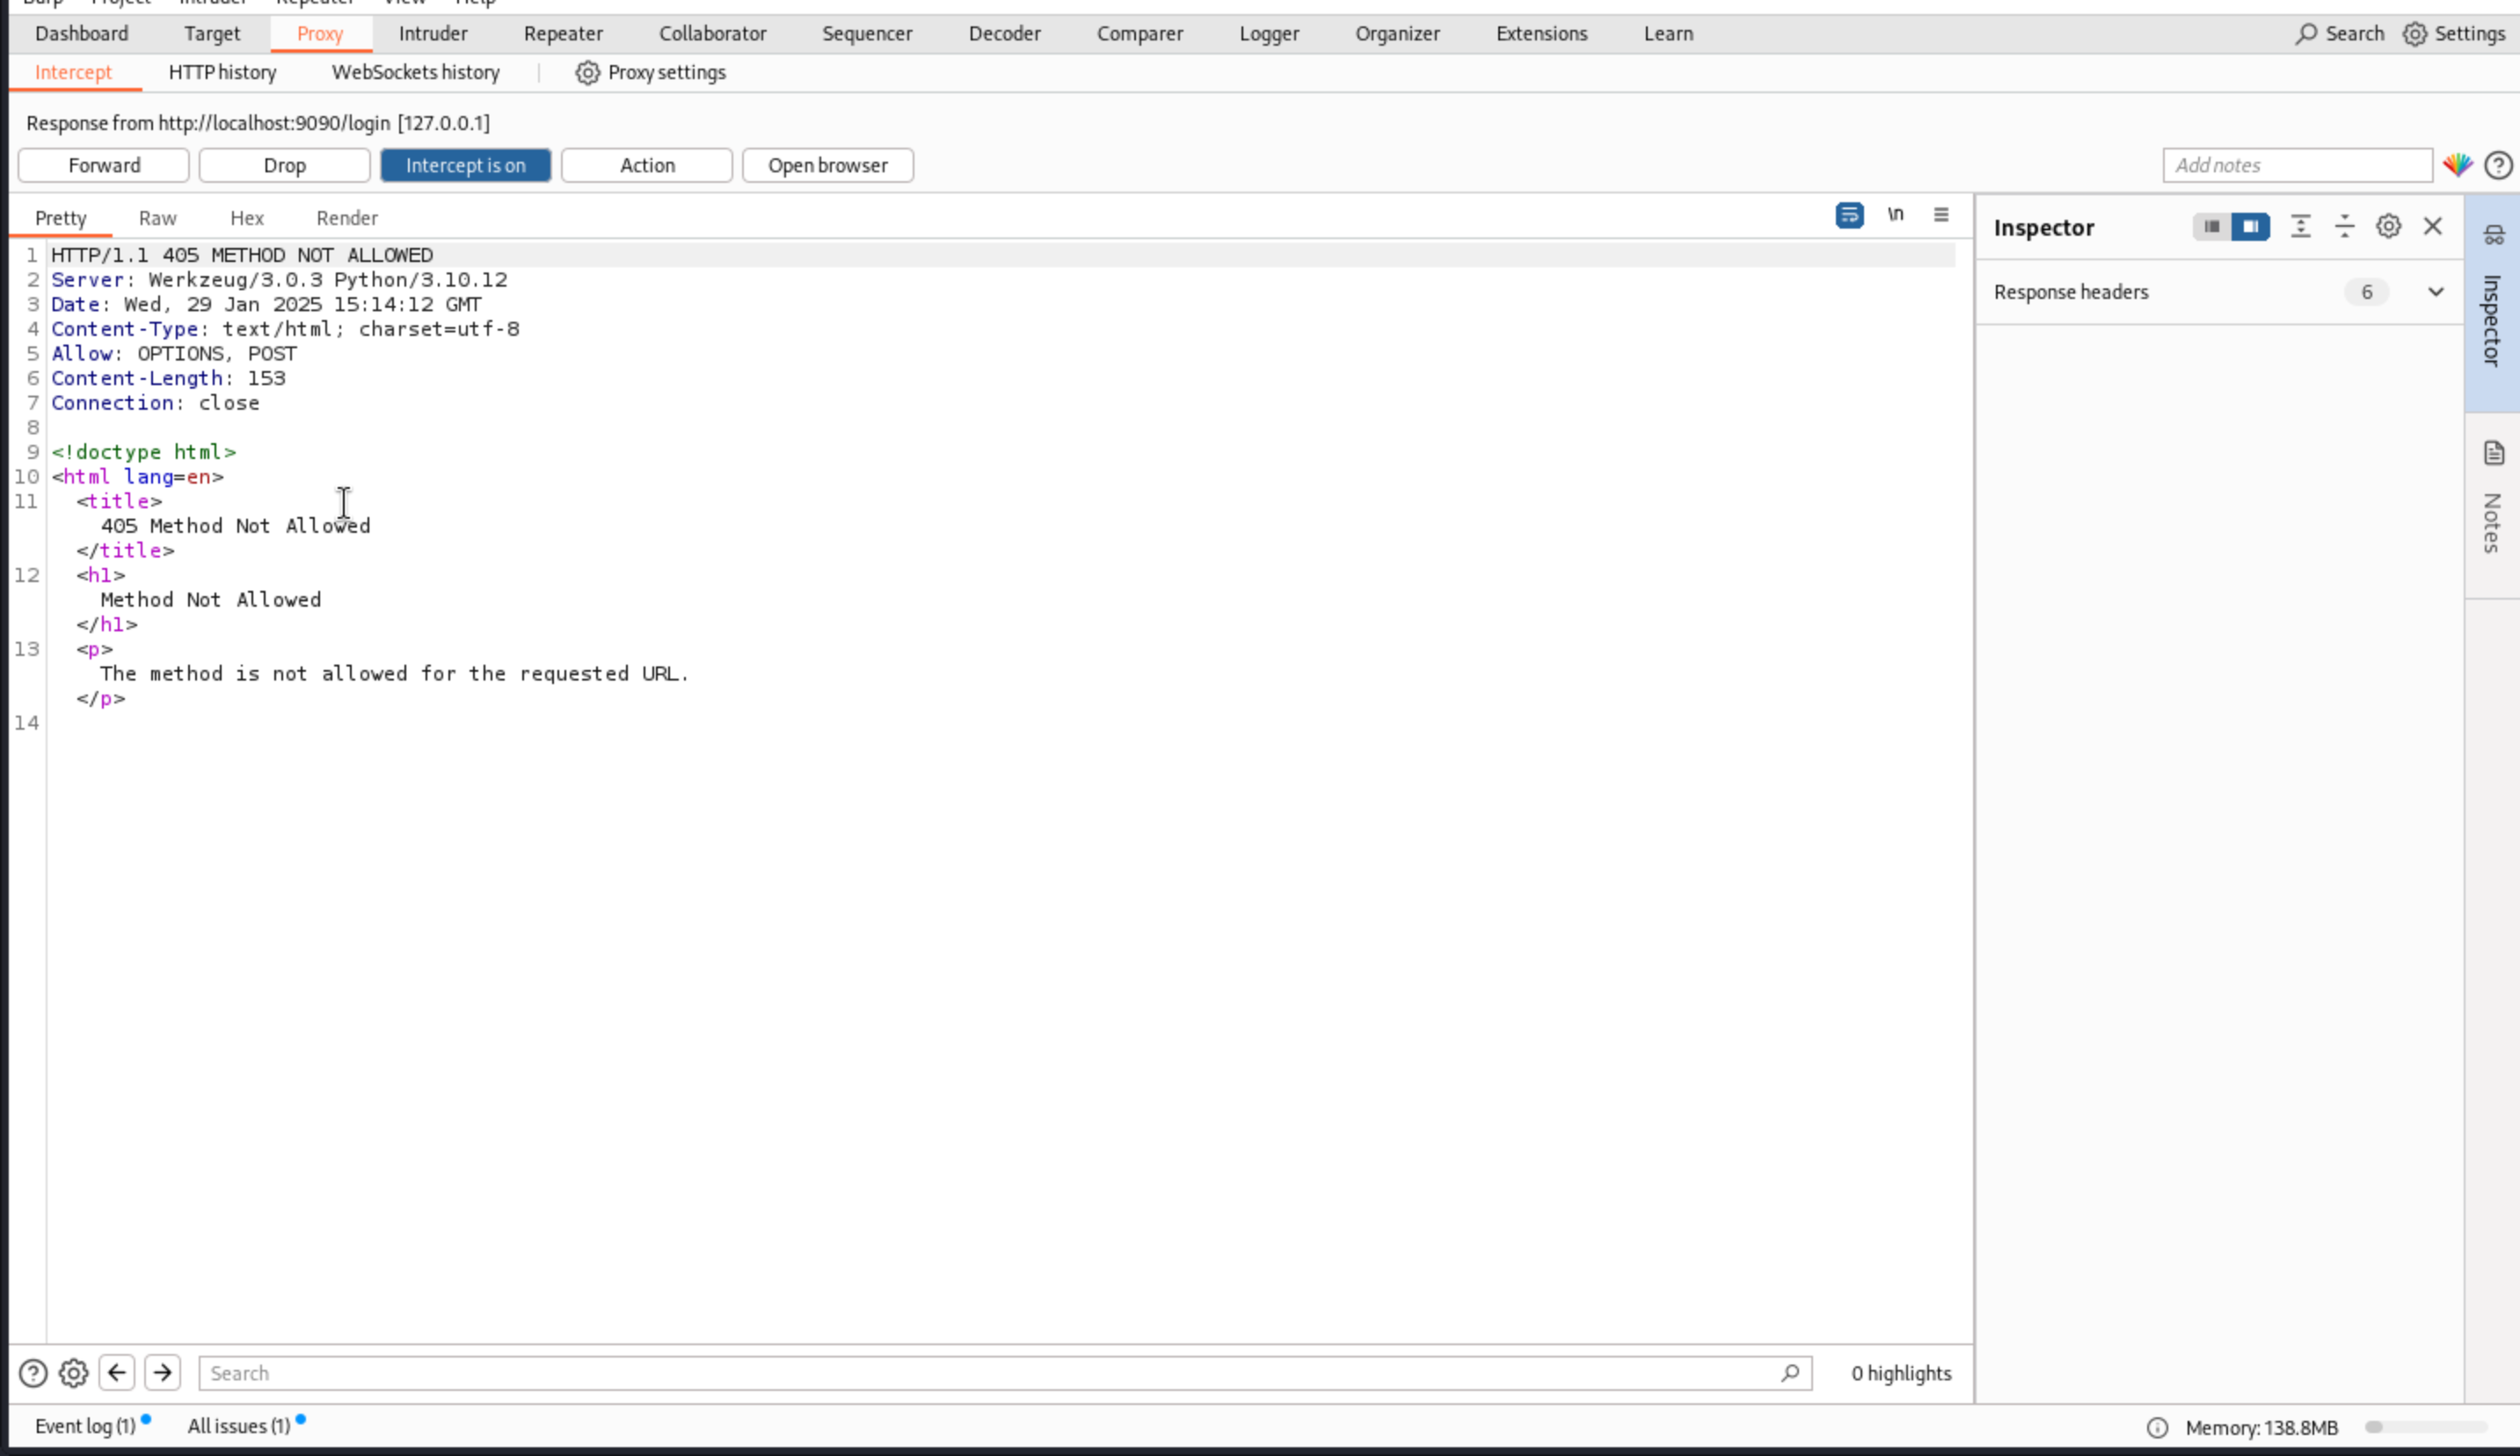 Burp Project Intruder Repeater View Help
Dashboard Target Proxy Intruder Repeater Collaborator Sequencer Decoder Comparer Logger Organizer Extensions Learn Search Settings
Intercept HTTP history WebSockets history Proxy settings
Response from http://localhost:9090/login [127.0.0.1]
Forward Drop Intercept is on Action Open browser Add notes
Pretty Raw Hex Render \n
Inspector
Response headers 6
Inspector
Notes
1 HTTP/1.1 405 METHOD NOT ALLOWED
2 Server: Werkzeug/3.0.3 Python/3.10.12
3 Date: Wed, 29 Jan 2025 15:14:12 GMT
4 Content-Type: text/html; charset=utf-8
5 Allow: OPTIONS, POST
6 Content-Length: 153
7 Connection: close
8
9 <!doctype html>
10 <html lang=en>
11 <title>
405 Method Not Allowed
</title>
12 <h1>
Method Not Allowed
</h1>
13 <p>
The method is not allowed for the requested URL.
</p>
14
Search 0 highlights
Event log (1) All issues (1) Memory: 138.8MB